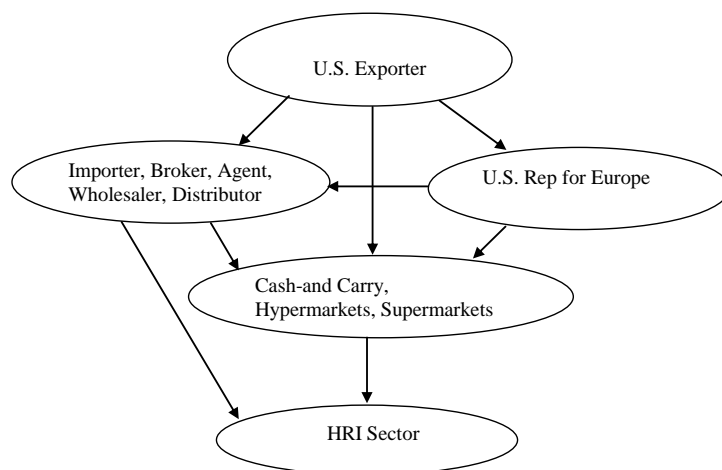 U.S. Exporter
Importer, Broker, Agent,
Wholesaler, Distributor
U.S. Rep for Europe
Cash-and Carry,
Hypermarkets, Supermarkets
HRI Sector